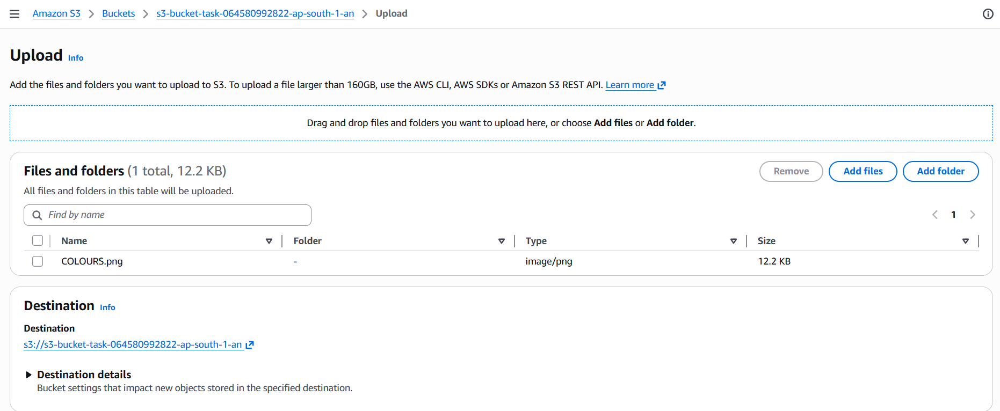 Amazon S3 > Buckets > s3-bucket-task-064580992822-ap-south-1-an > Upload
Upload Info
Add the files and folders you want to upload to S3. To upload a file larger than 160GB, use the AWS CLI, AWS SDKs or Amazon S3 REST API. Learn more
Drag and drop files and folders you want to upload here, or choose Add files or Add folder.
Files and folders (1 total, 12.2 KB)
Remove Add files Add folder
All files and folders in this table will be uploaded.
Find by name
1
Name Folder Type Size
COLOURS.png - image/png 12.2 KB
Destination Info
Destination
s3://s3-bucket-task-064580992822-ap-south-1-an
Destination details
Bucket settings that impact new objects stored in the specified destination.